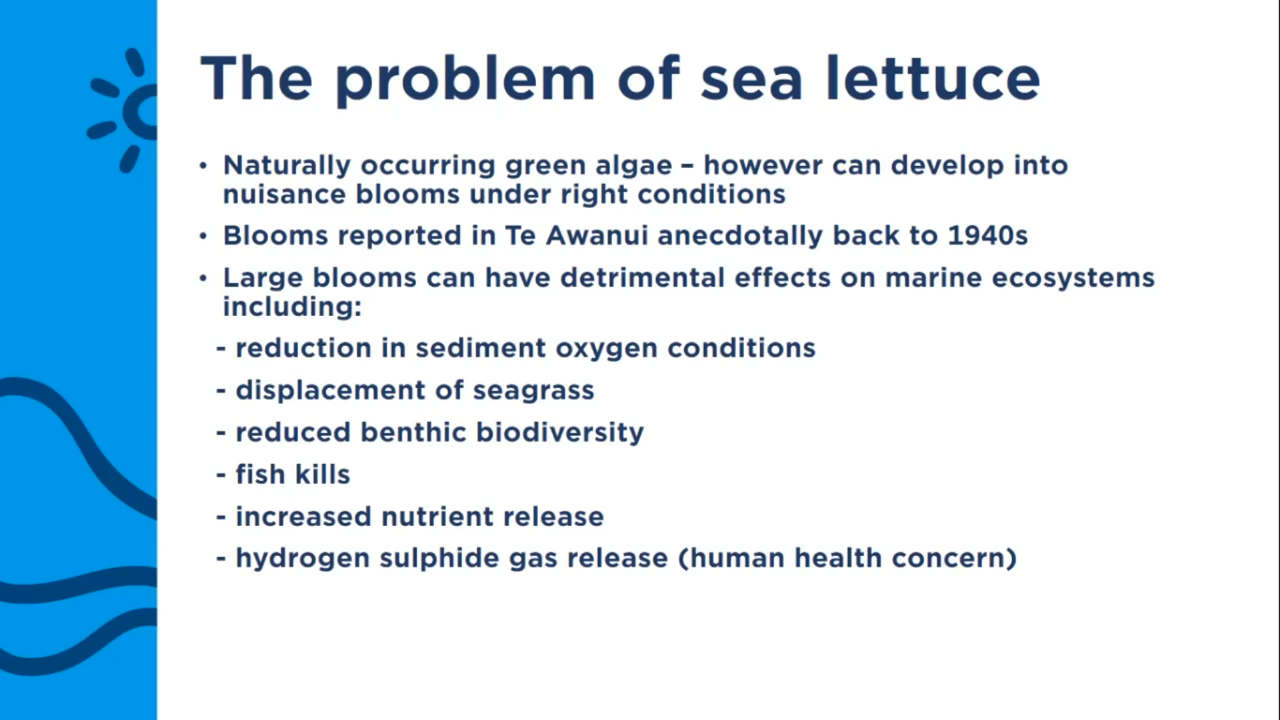 The problem of sea lettuce
• Naturally occurring green algae – however can develop into
nuisance blooms under right conditions
• Blooms reported in Te Awanui anecdotally back to 1940s
• Large blooms can have detrimental effects on marine ecosystems
including:
- reduction in sediment oxygen conditions
- displacement of seagrass
- reduced benthic biodiversity
- fish kills
- increased nutrient release
- hydrogen sulphide gas release (human health concern)